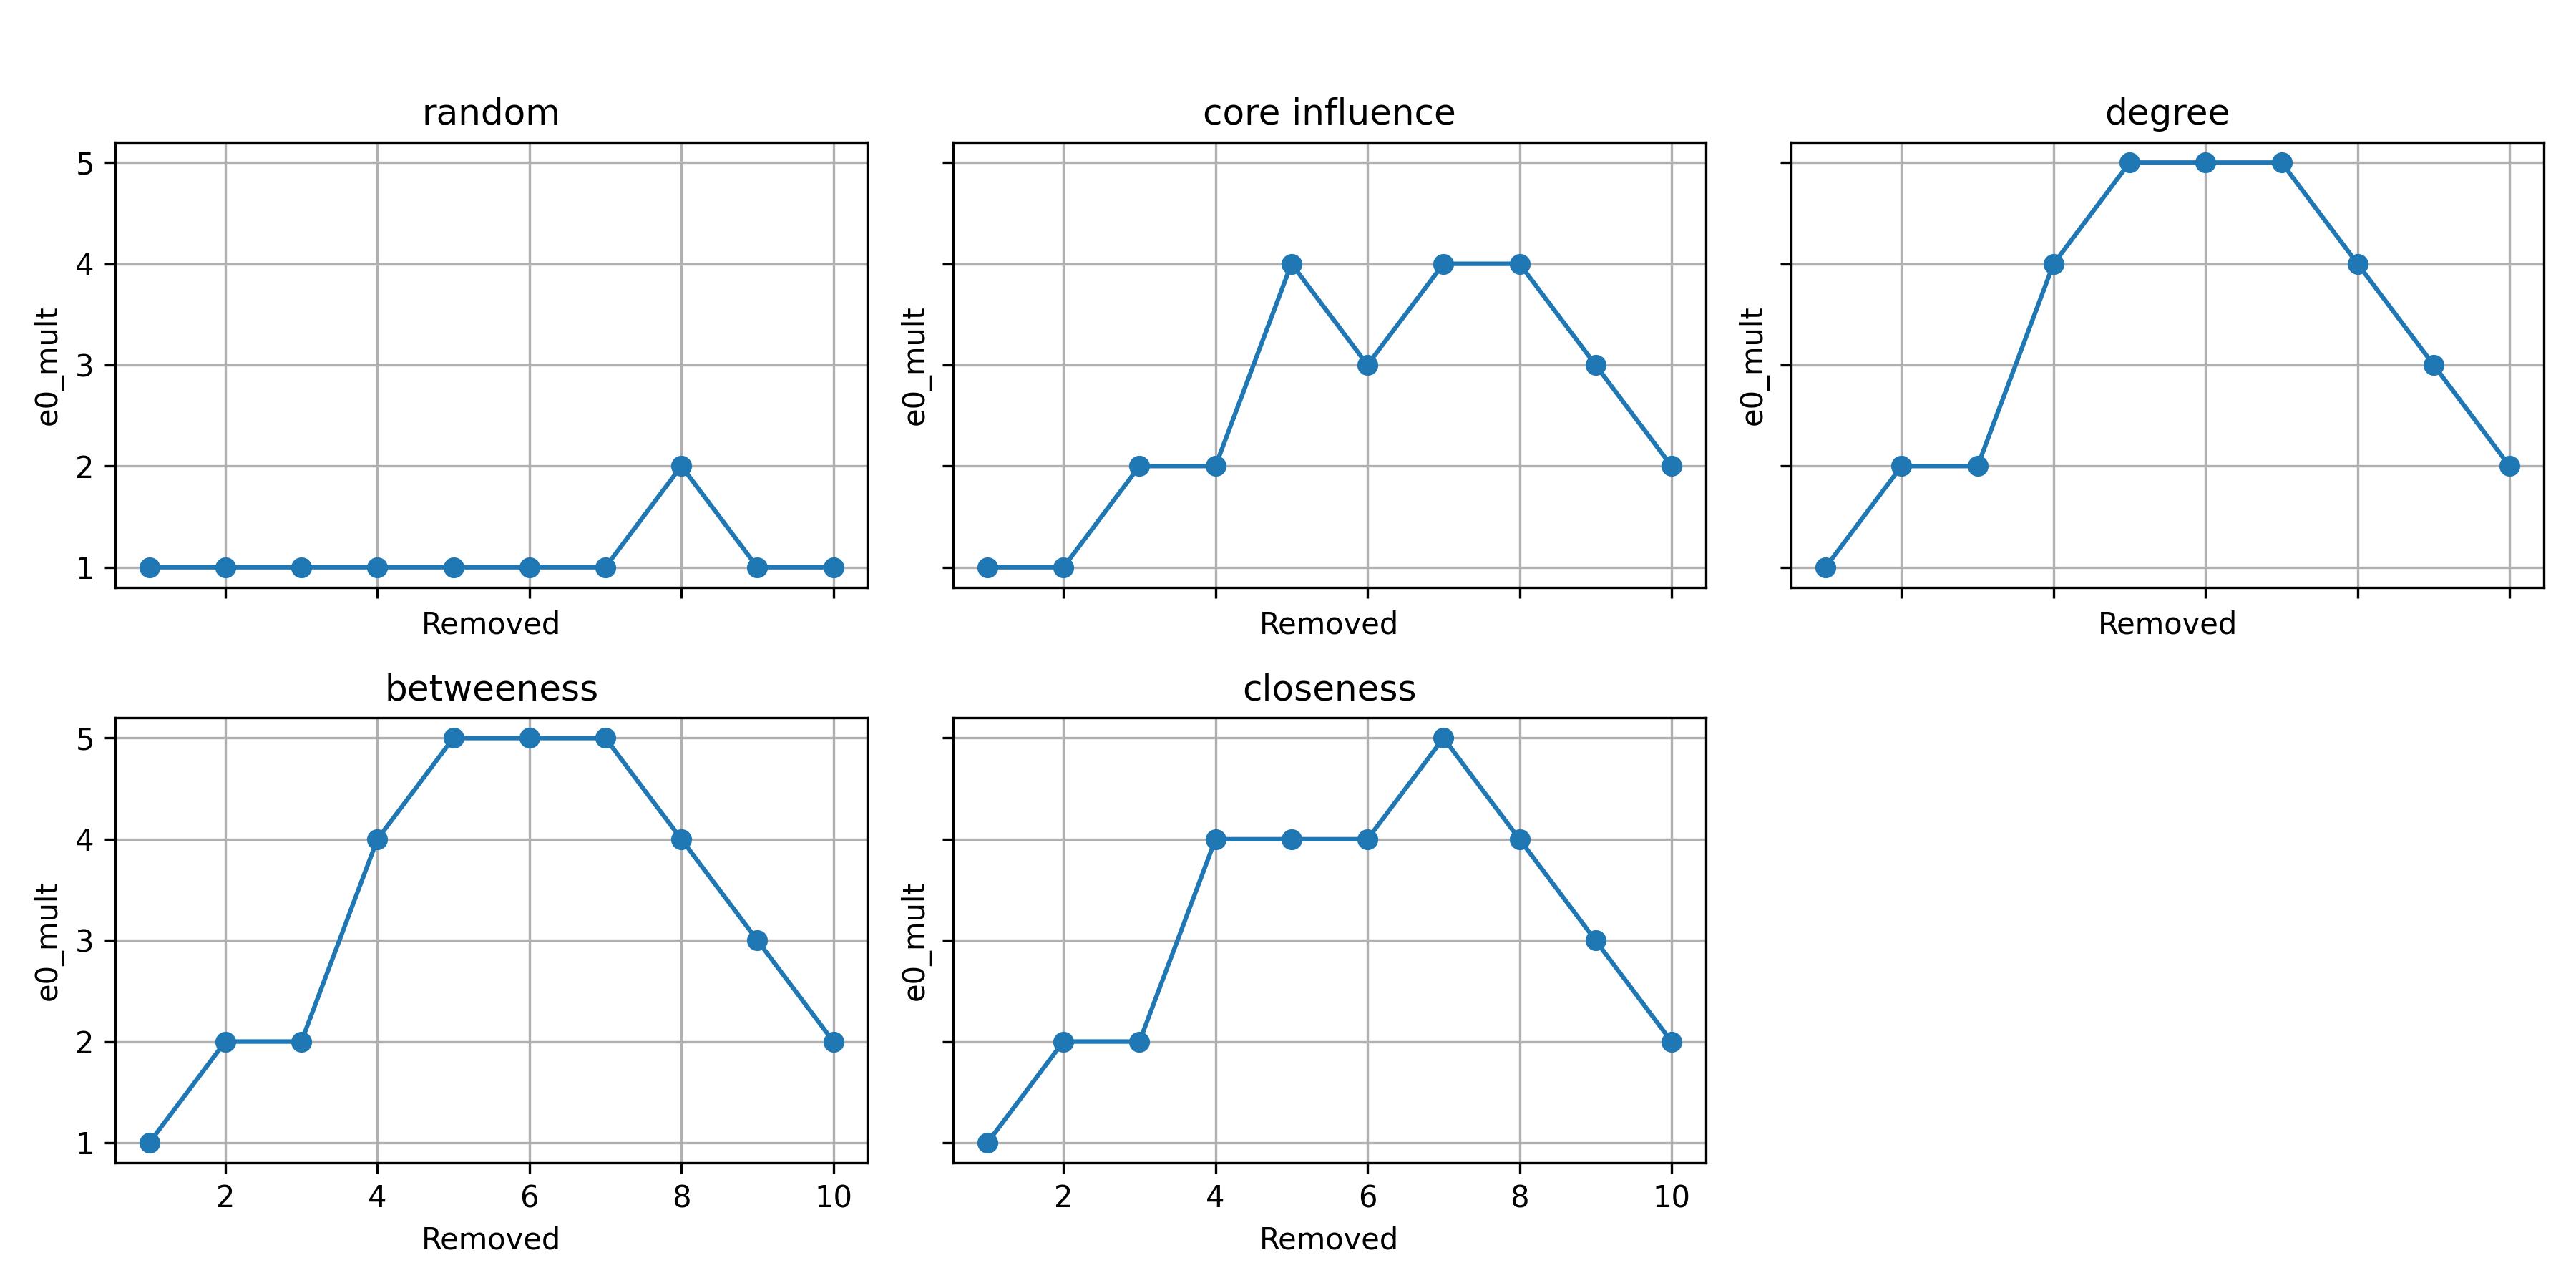 random
5
4
3
2
1
e0_mult
Removed
core influence
e0_mult
Removed
degree
e0_mult
Removed
betweeness
5
4
3
2
1
e0_mult
2 4 6 8 10
Removed
closeness
e0_mult
2 4 6 8 10
Removed